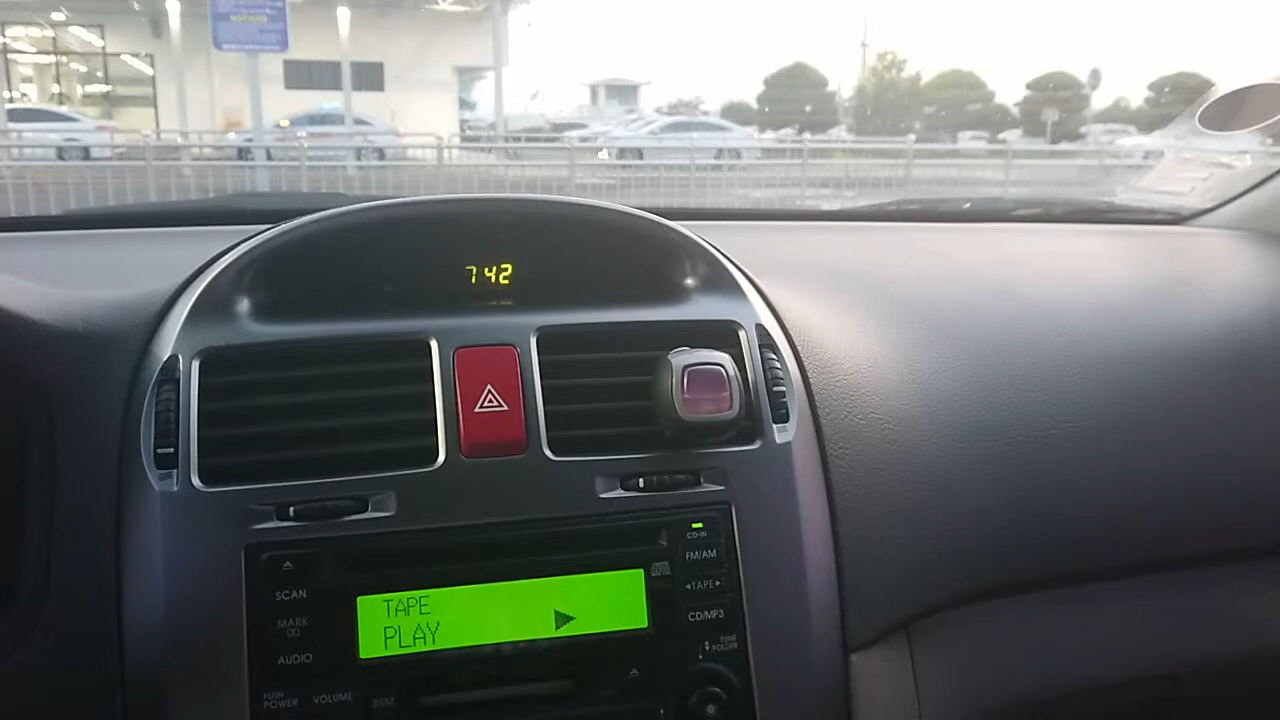 7 42
CD-IN
FM/AM
◂TAPE▸
CD/MP3
TUNE
/FOLDER
SCAN
MARK
AUDIO
PUSH
POWER
VOLUME
BSM
TAPE
PLAY